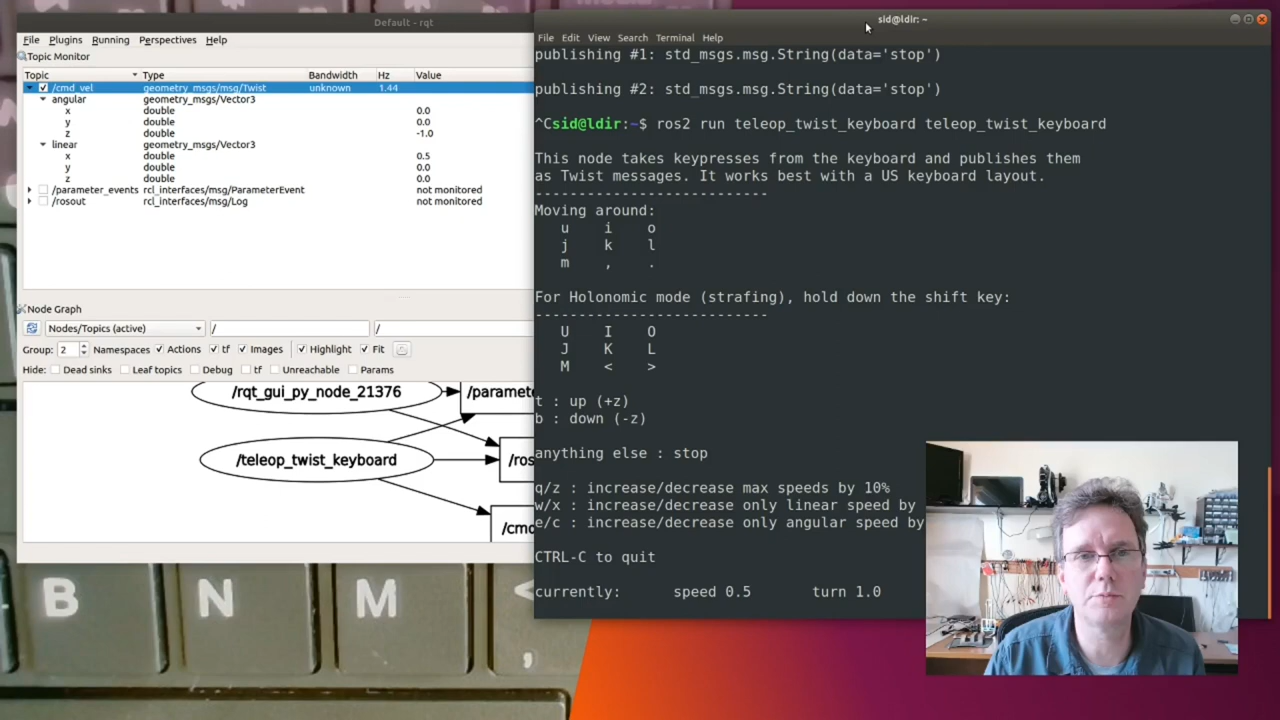 Default - rqt
File Plugins Running Perspectives Help
Topic Monitor
Topic Type Bandwidth Hz Value
/cmd_vel geometry_msgs/msg/Twist unknown 1.44
angular geometry_msgs/Vector3
x double 0.0
y double 0.0
z double -1.0
linear geometry_msgs/Vector3
x double 0.5
y double 0.0
z double 0.0
/parameter_events rcl_interfaces/msg/ParameterEvent not monitored
/rosout rcl_interfaces/msg/Log not monitored
Node Graph
Nodes/Topics (active) / /
Group: 2 Namespaces Actions tf Images Highlight Fit
Hide: Dead sinks Leaf topics Debug tf Unreachable Params
/rqt_gui_py_node_21376 /paramete
/teleop_twist_keyboard /ros
/cmd
sid@ldir: ~
File Edit View Search Terminal Help
publishing #1: std_msgs.msg.String(data='stop')
publishing #2: std_msgs.msg.String(data='stop')
^Csid@ldir:~$ ros2 run teleop_twist_keyboard teleop_twist_keyboard
This node takes keypresses from the keyboard and publishes them
as Twist messages. It works best with a US keyboard layout.
---------------------------
Moving around:
u i o
j k l
m , .
For Holonomic mode (strafing), hold down the shift key:
---------------------------
U I O
J K L
M < >
t : up (+z)
b : down (-z)
anything else : stop
q/z : increase/decrease max speeds by 10%
w/x : increase/decrease only linear speed by
e/c : increase/decrease only angular speed by
CTRL-C to quit
currently: speed 0.5 turn 1.0
B N M < ,